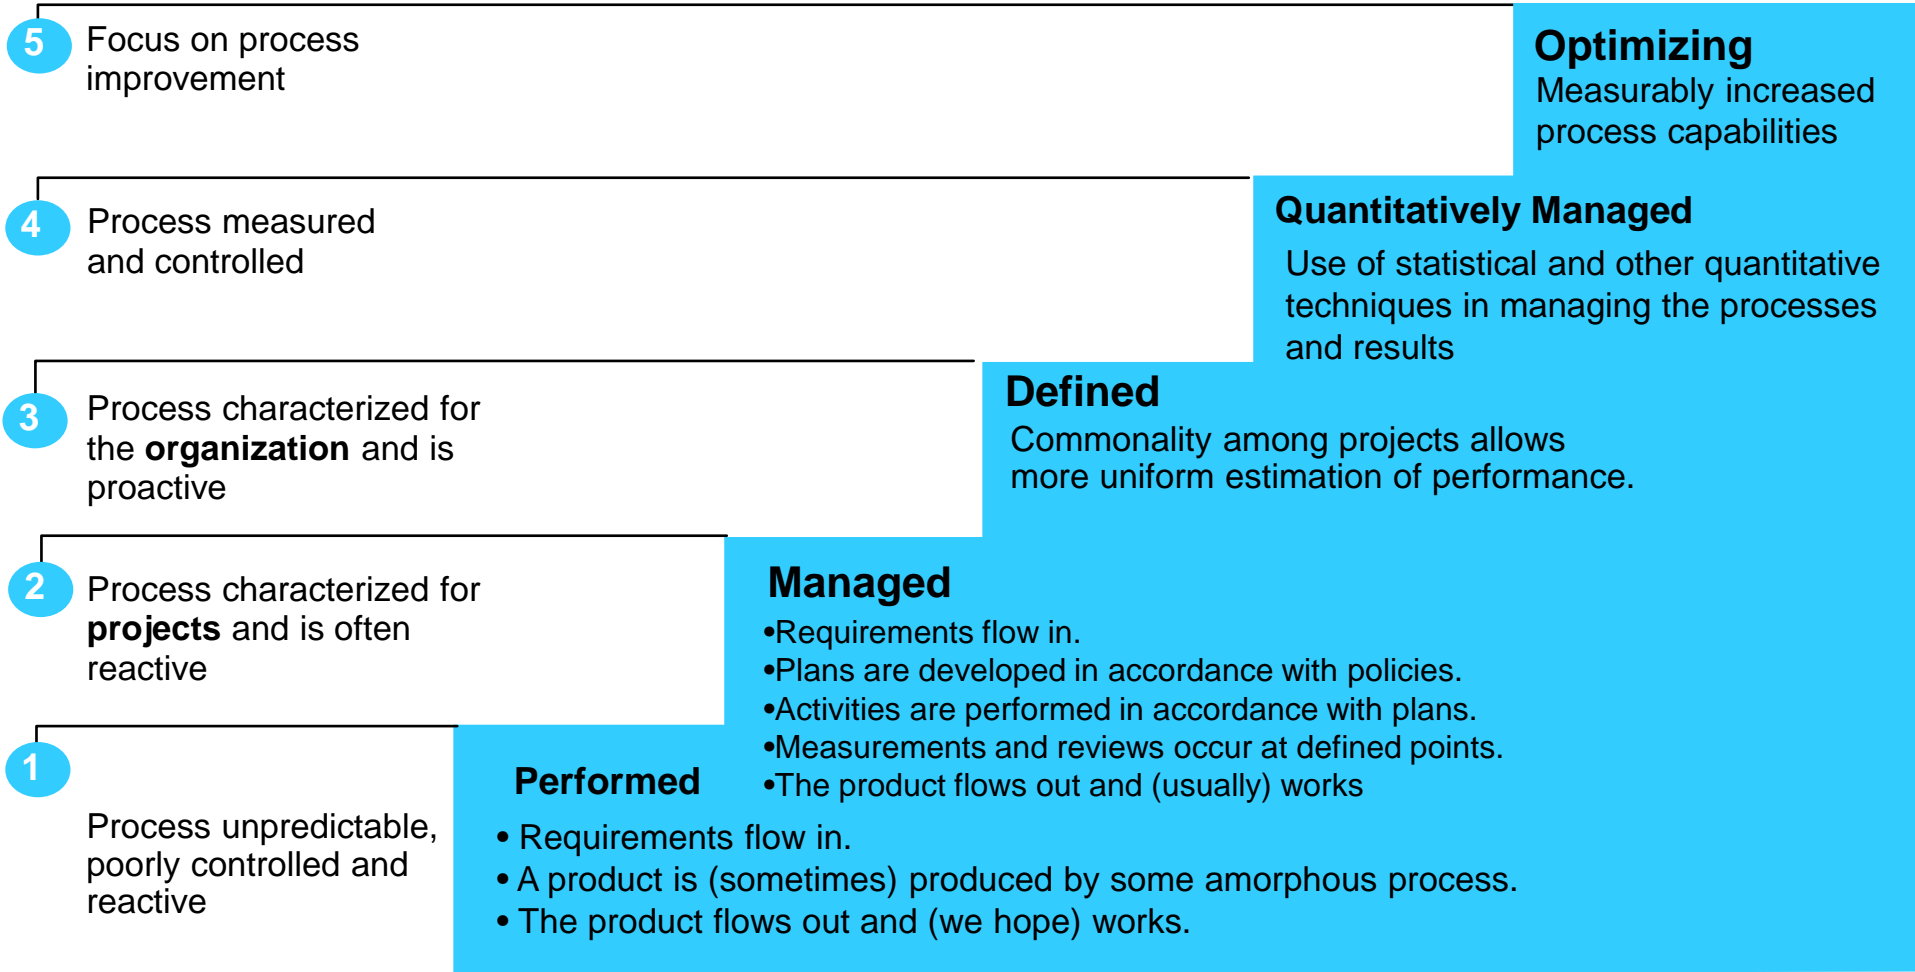 5
Focus on process
improvement
Optimizing
Measurably increased
process capabilities
4
Process measured
and controlled
Quantitatively Managed
Use of statistical and other quantitative
techniques in managing the processes
and results
3
Process characterized for
the organization and is
proactive
Defined
Commonality among projects allows
more uniform estimation of performance.
2
Process characterized for
projects and is often
reactive
Managed
•Requirements flow in.
•Plans are developed in accordance with policies.
•Activities are performed in accordance with plans.
•Measurements and reviews occur at defined points.
•The product flows out and (usually) works
1
Process unpredictable,
poorly controlled and
reactive
Performed
• Requirements flow in.
• A product is (sometimes) produced by some amorphous process.
• The product flows out and (we hope) works.